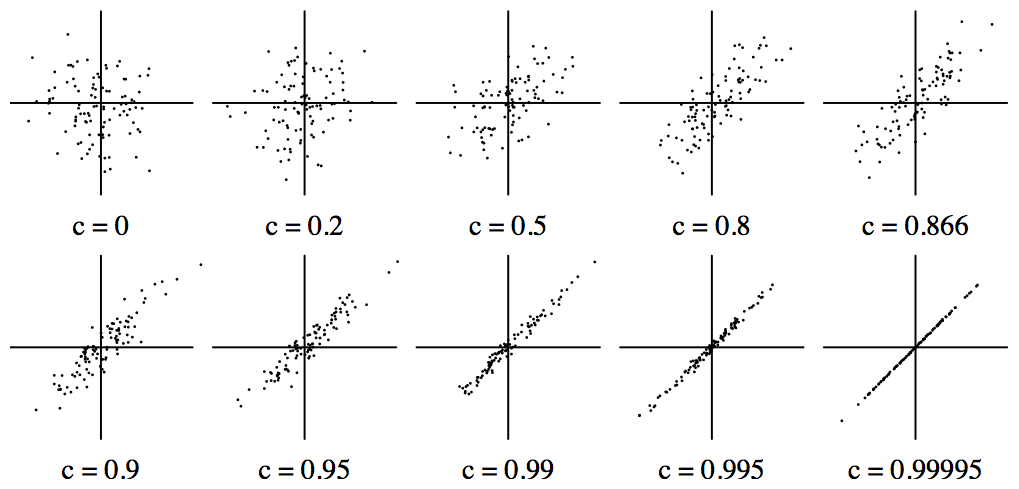 c = 0 c = 0.2 c = 0.5 c = 0.8 c = 0.866
c = 0.9 c = 0.95 c = 0.99 c = 0.995 c = 0.99995